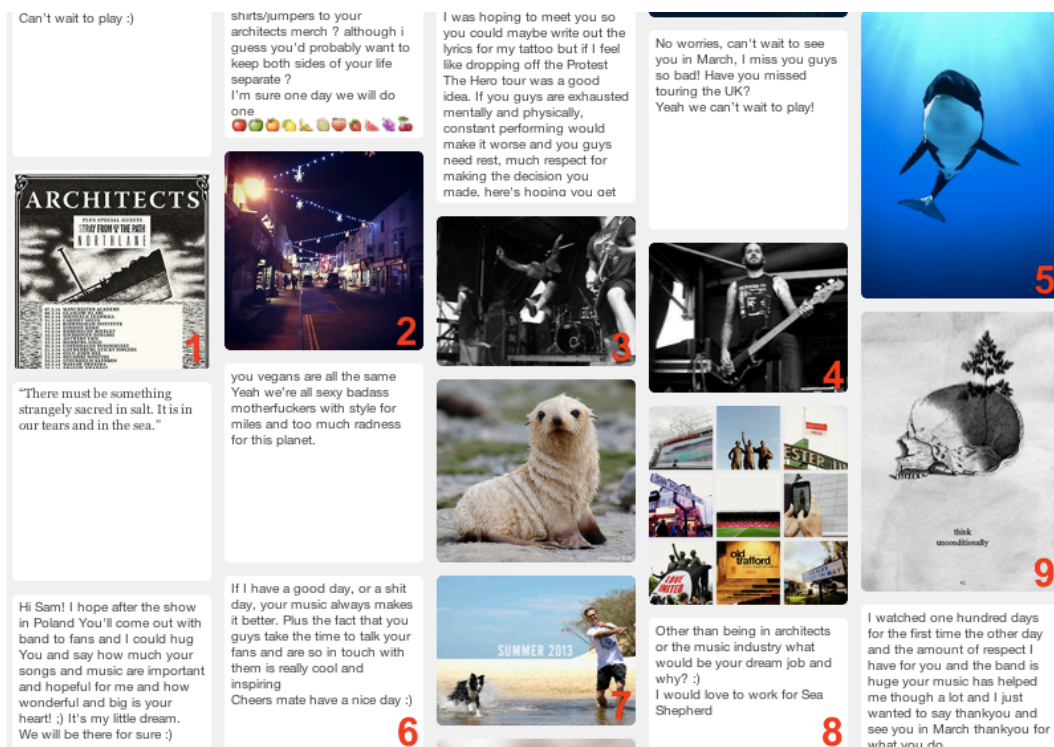 Can't wait to play :)
ARCHITECTS
PLUS SPECIAL GUESTS
STRAY FROM THE PATH
NORTHLANE
1
“There must be something
strangely sacred in salt. It is in
our tears and in the sea.”
Hi Sam! I hope after the show
in Poland You'll come out with
band to fans and I could hug
You and say how much your
songs and music are important
and hopeful for me and how
wonderful and big is your
heart! ;) It's my little dream.
We will be there for sure :)
shirts/jumpers to your
architects merch ? although i
guess you'd probably want to
keep both sides of your life
separate ?
I'm sure one day we will do
one
2
you vegans are all the same
Yeah we're all sexy badass
motherfuckers with style for
miles and too much radness
for this planet.
If I have a good day, or a shit
day, your music always makes
it better. Plus the fact that you
guys take the time to talk your
fans and are so in touch with
them is really cool and
inspiring
Cheers mate have a nice day :)
6
I was hoping to meet you so
you could maybe write out the
lyrics for my tattoo but if I feel
like dropping off the Protest
The Hero tour was a good
idea. If you guys are exhausted
mentally and physically,
constant performing would
make it worse and you guys
need rest, much respect for
making the decision you
made. here's hoping you get
3
SUMMER 2013
7
No worries, can't wait to see
you in March, I miss you guys
so bad! Have you missed
touring the UK?
Yeah we can't wait to play!
4
LOVE
UNITED
old
trafford
Other than being in architects
or the music industry what
would be your dream job and
why? :)
I would love to work for Sea
Shepherd
8
5
think
unconditionally
9
I watched one hundred days
for the first time the other day
and the amount of respect I
have for you and the band is
huge your music has helped
me though a lot and I just
wanted to say thankyou and
see you in March thankyou for
what you do